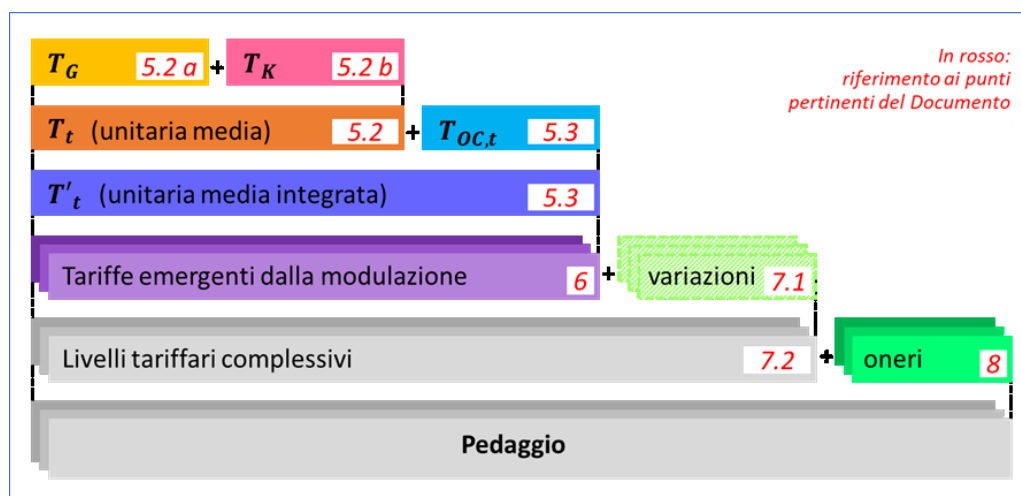 T_G 5.2 a + T_K 5.2 b
In rosso:
riferimento ai punti
pertinenti del Documento
T_t (unitaria media) 5.2 + T_{OC,t} 5.3
T'_t (unitaria media integrata) 5.3
Tariffe emergenti dalla modulazione 6 + variazioni 7.1
Livelli tariffari complessivi 7.2 + oneri 8
Pedaggio